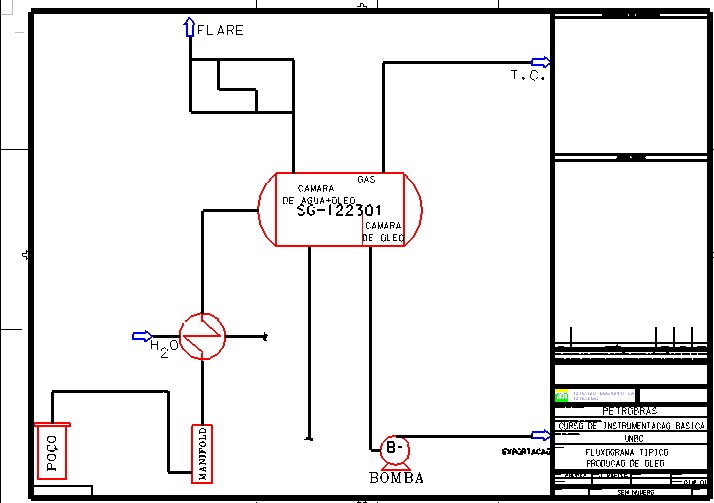 FLARE
T.C.
GAS
CAMARA
DE AGUA+OLEO
SG-122301
CAMARA
DE OLEO
H2O
B-
EXPORTACAO
POÇO
MANIFOLD
BOMBA
PETROBRAS
CURSO DE INSTRUMENTACAO BASICA
UNBC
FLUXOGRAMA TIPICO
PRODUCAO DE OLEO
SEM NUMERO